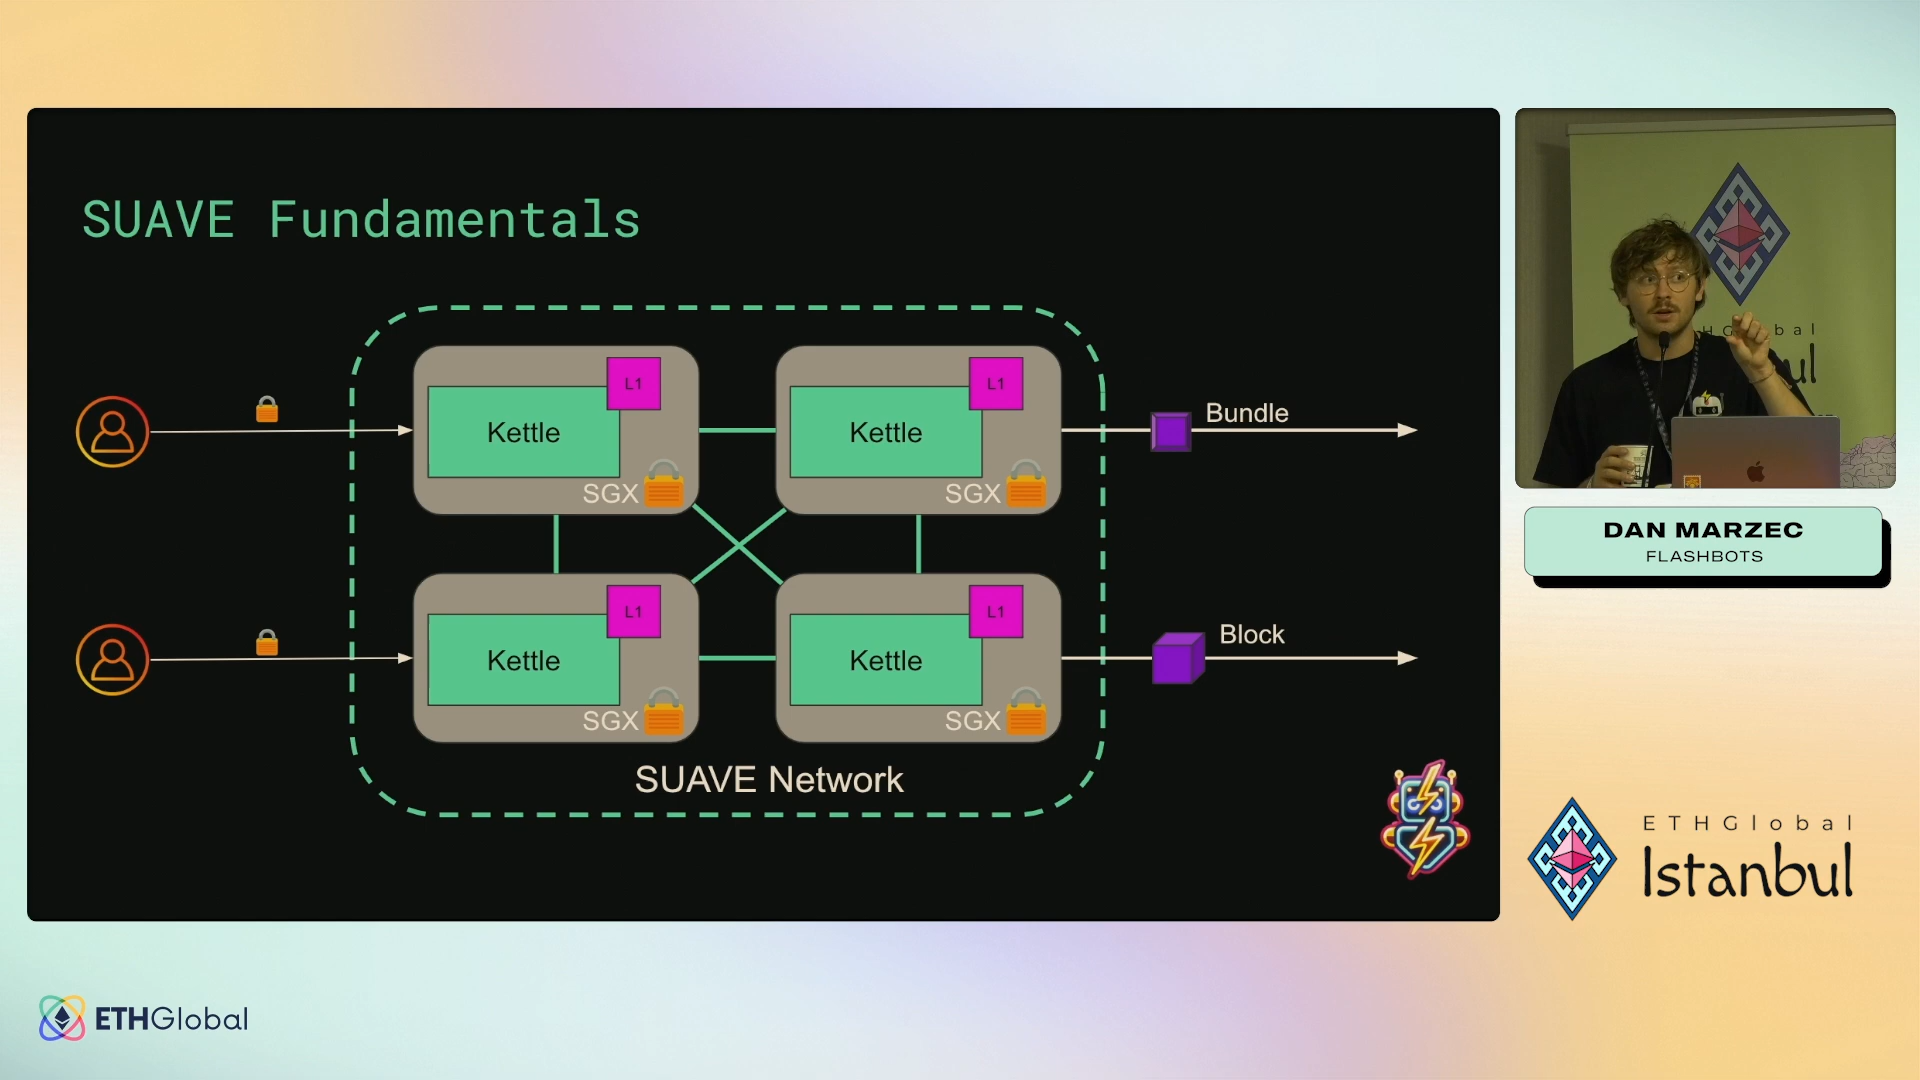 SUAVE Fundamentals
L1
L1
Kettle
Kettle
SGX
SGX
Bundle
L1
L1
Kettle
Kettle
SGX
SGX
Block
SUAVE Network
DAN MARZEC
FLASHBOTS
ETHGlobal
Istanbul
ETHGlobal